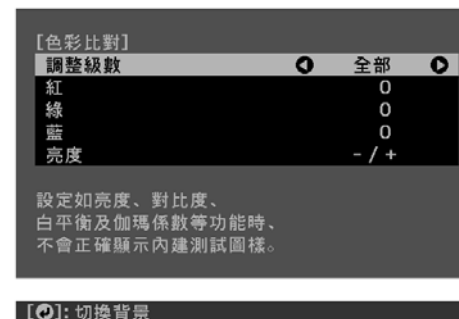 [色彩比對]
調整級數 ◀ 全部 ▶
紅 0
綠 0
藍 0
亮度 - / +
設定如亮度、對比度、
白平衡及伽瑪係數等功能時、
不會正確顯示內建測試圖樣。
[↵]: 切換背景